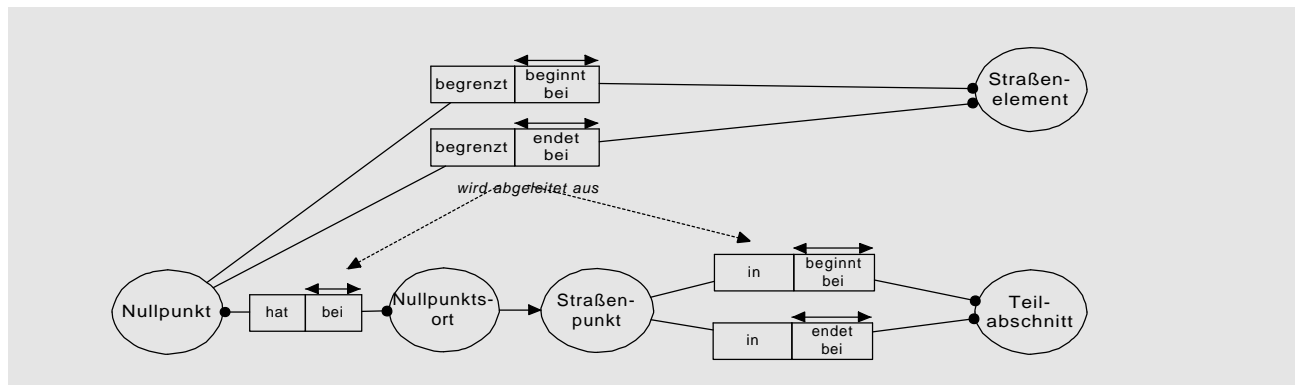 begrenzt
beginnt
bei
Straßen-
element
begrenzt
endet
bei
wird abgeleitet aus
Nullpunkt
hat
bei
Nullpunkts-
ort
Straßen-
punkt
in
beginnt
bei
in
endet
bei
Teil-
abschnitt